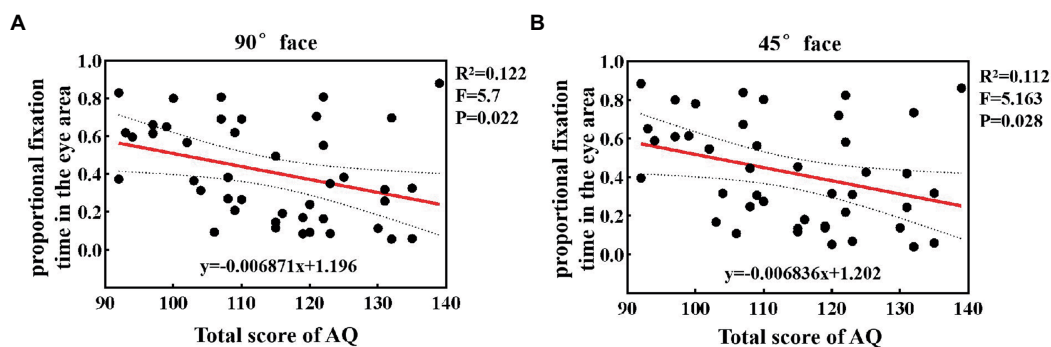 A
90° face
proportional fixation
time in the eye area
1.0
0.8
0.6
0.4
0.2
0.0
y=-0.006871x+1.196
90 100 110 120 130 140
Total score of AQ
R²=0.122
F=5.7
P=0.022
B
45° face
proportional fixation
time in the eye area
1.0
0.8
0.6
0.4
0.2
0.0
y=-0.006836x+1.202
90 100 110 120 130 140
Total score of AQ
R²=0.112
F=5.163
P=0.028